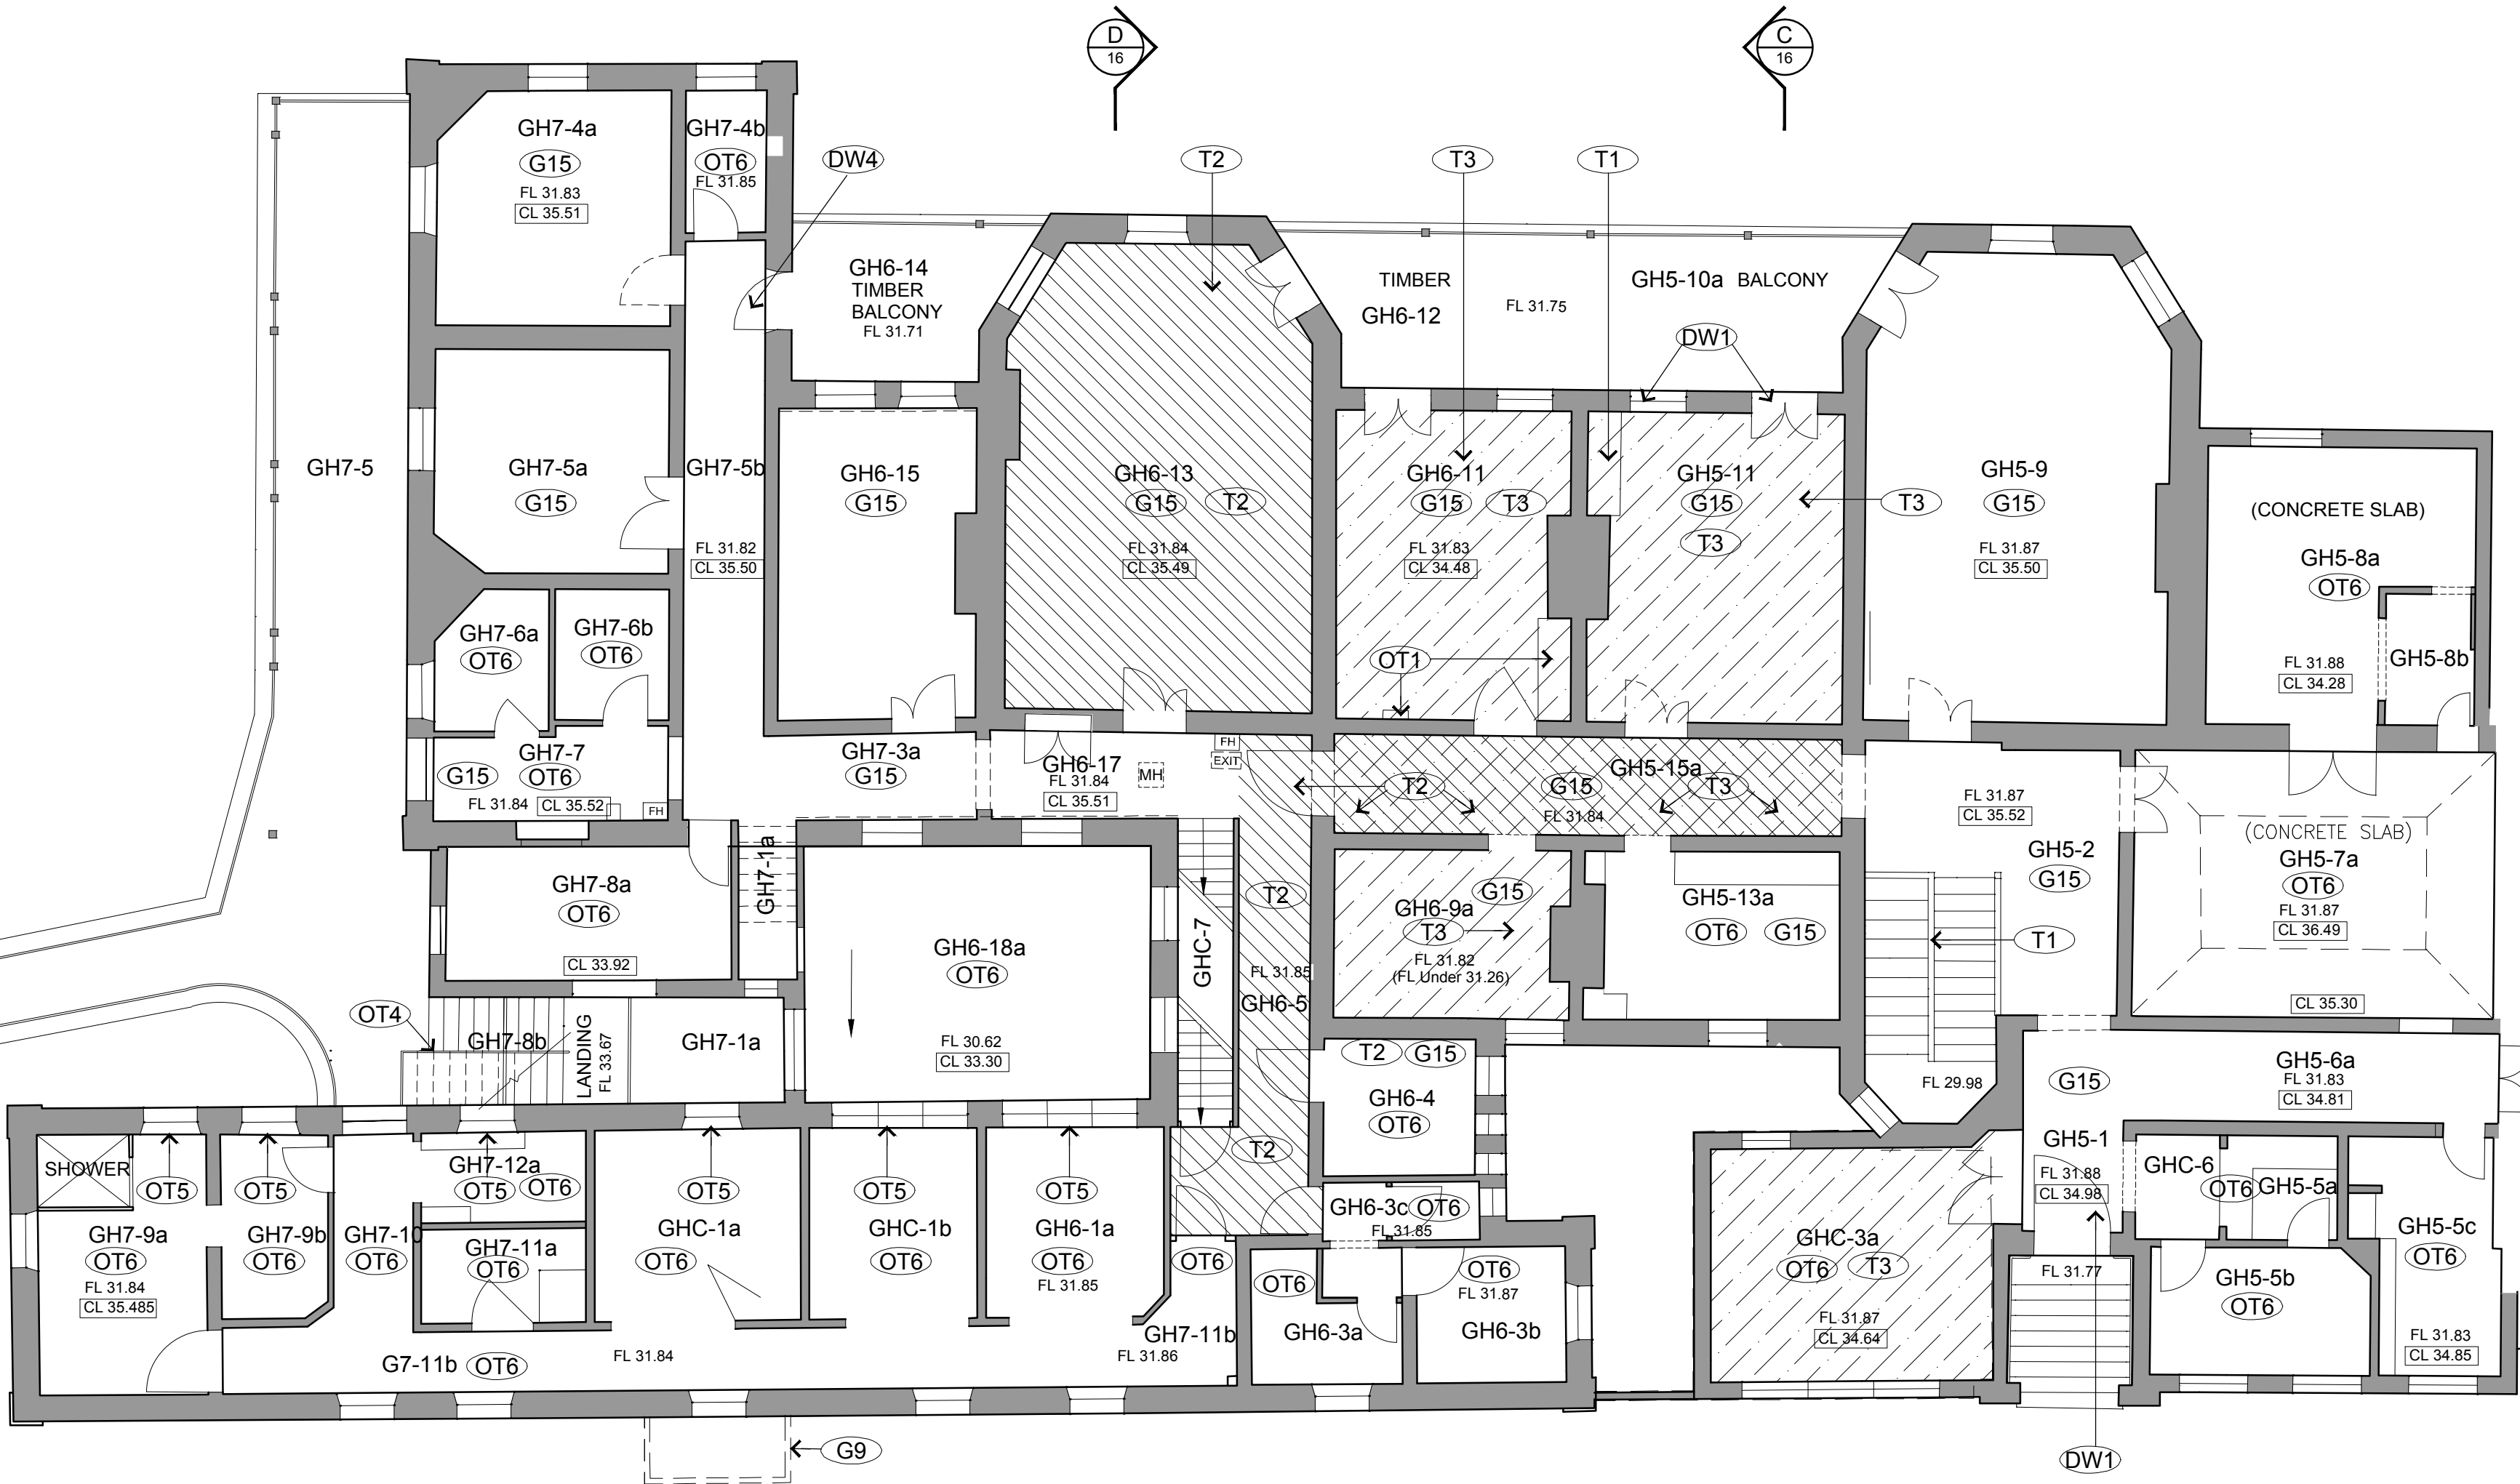 D
16
C
16
GH7-4a
G15
FL 31.83
CL 35.51
GH7-4b
OT6
FL 31.85
DW4
T2
T3
T1
GH6-14
TIMBER
BALCONY
FL 31.71
TIMBER
GH6-12
FL 31.75
GH5-10a BALCONY
DW1
GH7-5
GH7-5a
G15
GH7-5b
FL 31.82
CL 35.50
GH6-15
G15
GH6-13
G15 T2
FL 31.84
CL 35.49
GH6-11
G15 T3
FL 31.83
CL 34.48
GH5-11
G15
T3
T3
GH5-9
G15
FL 31.87
CL 35.50
(CONCRETE SLAB)
GH5-8a
OT6
FL 31.88
CL 34.28
GH5-8b
GH7-6a
OT6
GH7-6b
OT6
OT1
GH7-7
G15 OT6
FL 31.84 CL 35.52
FH
GH7-3a
G15
GH6-17
FL 31.84
CL 35.51
MH
FH
EXIT
T2
G15
GH5-15a
T3
FL 31.84
FL 31.87
CL 35.52
GH5-2
G15
(CONCRETE SLAB)
GH5-7a
OT6
FL 31.87
CL 36.49
CL 35.30
GH7-8a
OT6
CL 33.92
GH7-1a
GH6-18a
OT6
FL 30.62
CL 33.30
GHC-7
T2
FL 31.85
GH6-5
GH6-9a
G15
T3
FL 31.82
(FL Under 31.26)
GH5-13a
OT6 G15
T1
FL 29.98
OT4
GH7-8b
LANDING
FL 33.67
GH7-1a
T2 G15
GH6-4
OT6
G15
GH5-6a
FL 31.83
CL 34.81
SHOWER
OT5
GH7-9a
OT6
FL 31.84
CL 35.485
OT5
GH7-9b
OT6
GH7-10
OT6
GH7-12a
OT5 OT6
GH7-11a
OT6
OT5
GHC-1a
OT6
OT5
GHC-1b
OT6
OT5
GH6-1a
OT6
FL 31.85
T2
OT6
GH7-11b
FL 31.86
G7-11b OT6
FL 31.84
GH6-3c OT6
FL 31.85
OT6
GH6-3a
OT6
FL 31.87
GH6-3b
GHC-3a
OT6 T3
FL 31.87
CL 34.64
GH5-1
FL 31.88
CL 34.98
FL 31.77
GHC-6
OT6
GH5-5a
GH5-5b
OT6
GH5-5c
OT6
FL 31.83
CL 34.85
G9
DW1